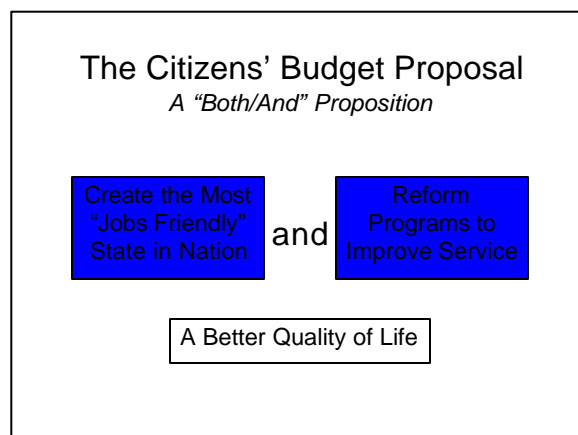 The Citizens’ Budget Proposal
A “Both/And” Proposition
Create the Most
“Jobs Friendly”
State in Nation
and
Reform
Programs to
Improve Service
A Better Quality of Life